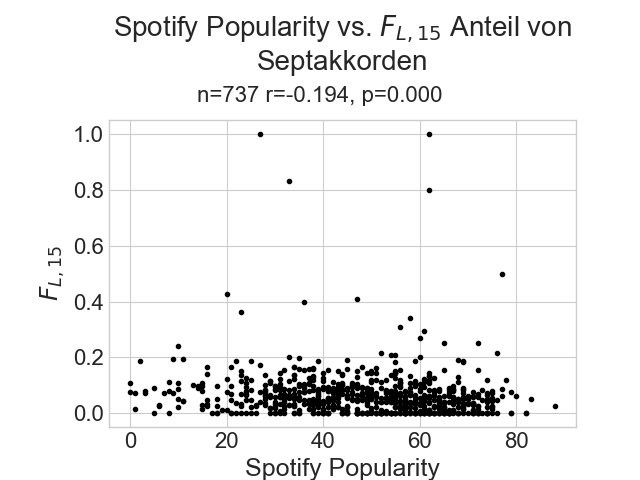 Spotify Popularity vs. F_{L,15} Anteil von
Septakkorden
n=737 r=-0.194, p=0.000
1.0
0.8
0.6
0.4
0.2
0.0
F_{L,15}
0 20 40 60 80
Spotify Popularity